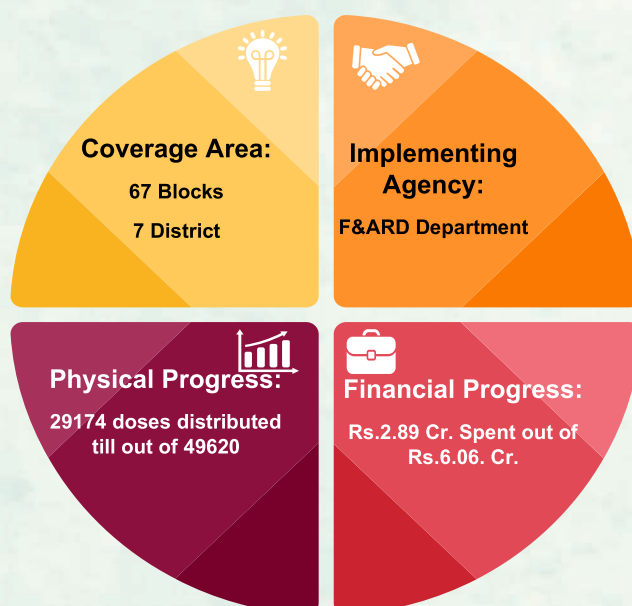 Coverage Area:
67 Blocks
7 District
Implementing
Agency:
F&ARD Department
Physical Progress:
29174 doses distributed
till out of 49620
Financial Progress:
Rs.2.89 Cr. Spent out of
Rs.6.06. Cr.